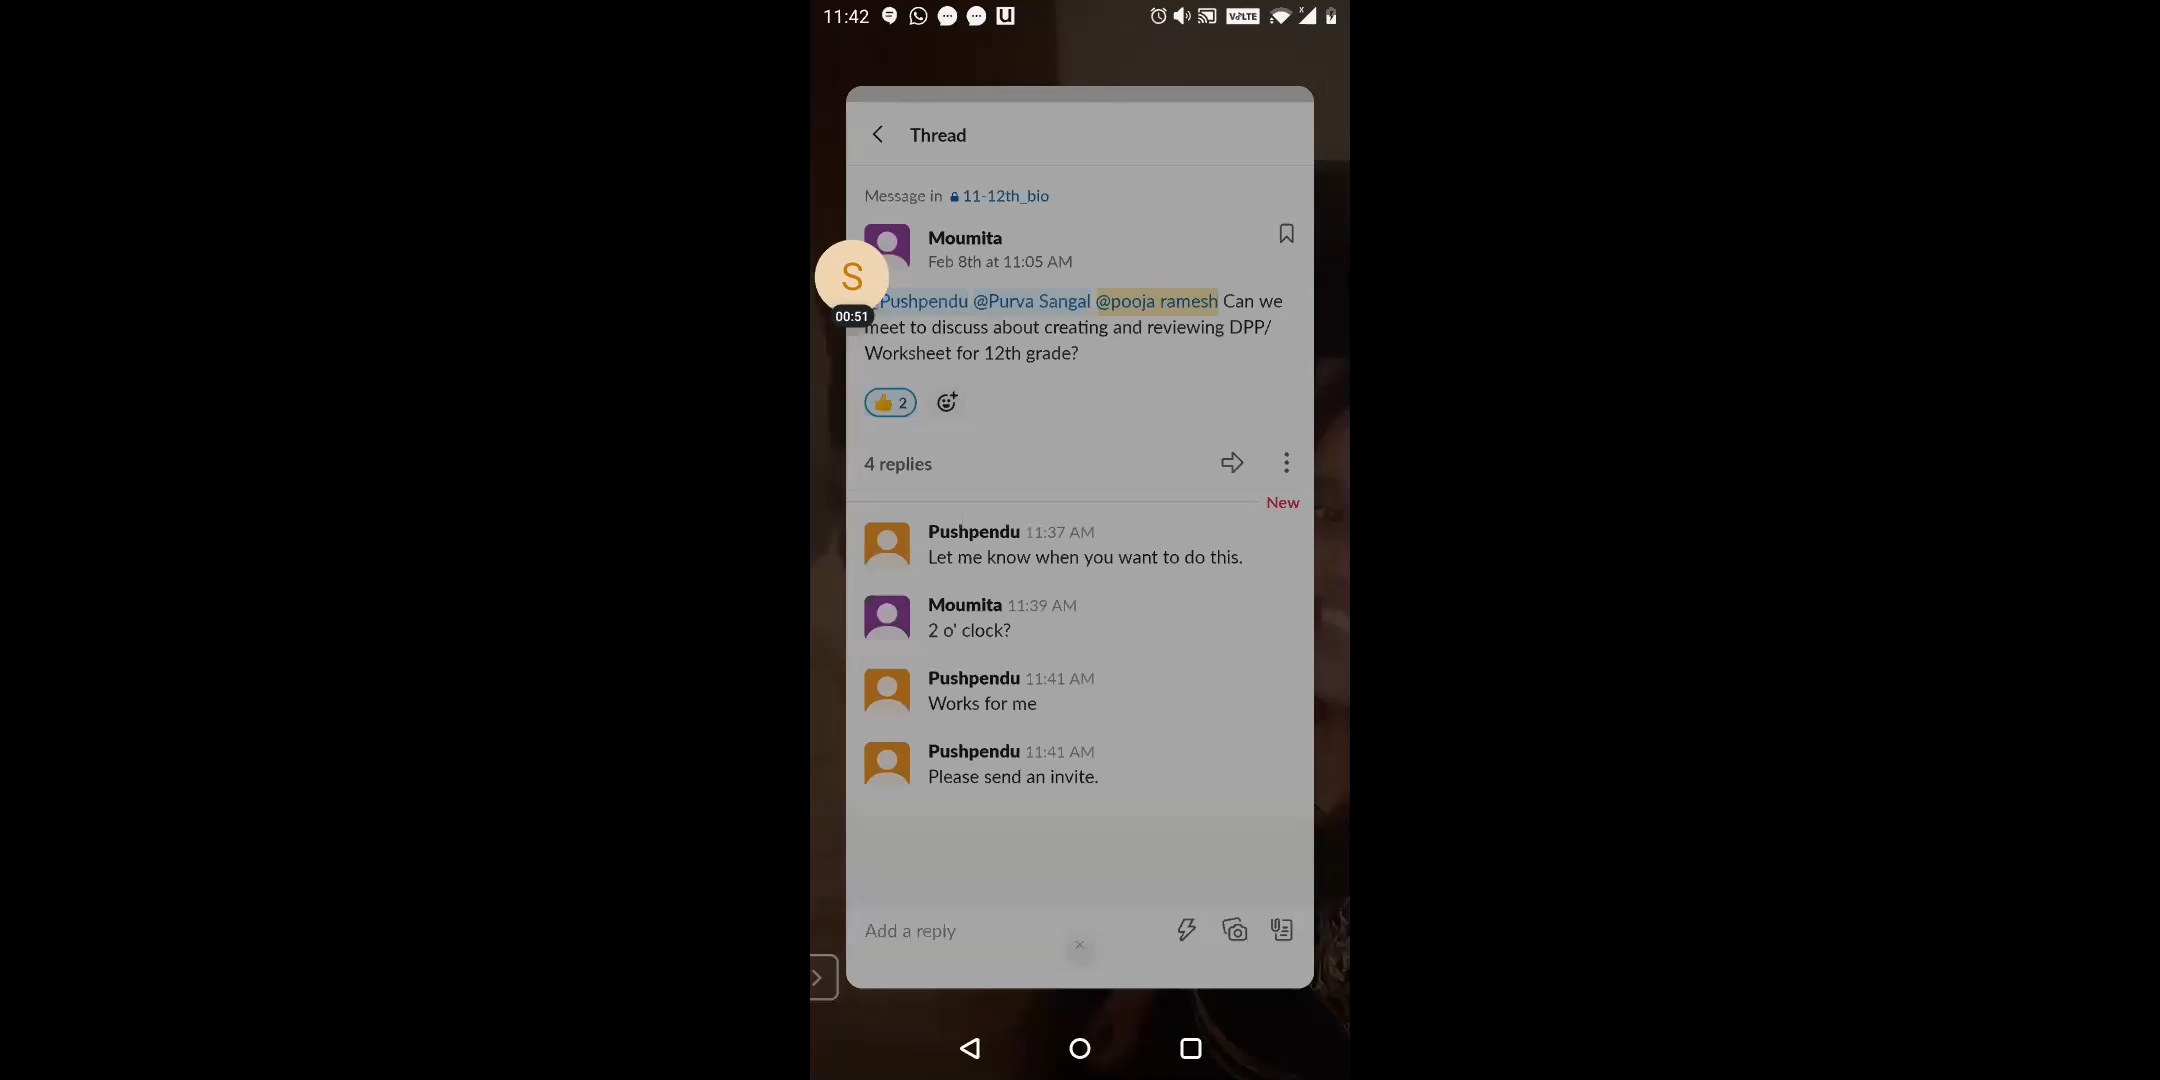 11:42
VoLTE
Thread
Message in 11-12th_bio
Moumita
Feb 8th at 11:05 AM
S
00:51
Pushpendu @Purva Sangal @pooja ramesh Can we
meet to discuss about creating and reviewing DPP/
Worksheet for 12th grade?
👍 2
4 replies
New
Pushpendu 11:37 AM
Let me know when you want to do this.
Moumita 11:39 AM
2 o' clock?
Pushpendu 11:41 AM
Works for me
Pushpendu 11:41 AM
Please send an invite.
Add a reply